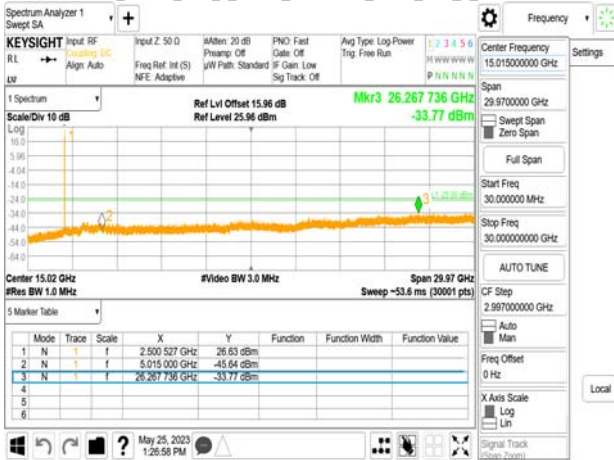 Spectrum Analyzer 1
Swept SA
Frequency
KEYSIGHT
RL
Input: RF
Coupling: DC
Align: Auto
Input Z: 50 Ω
Freq Ref: Int (S)
NFE: Adaptive
#Atten: 20 dB
Preamp: Off
µW Path: Standard
PNO: Fast
Gate: Off
IF Gain: Low
Sig Track: Off
Avg Type: Log-Power
Trig: Free Run
1 2 3 4 5 6
M W W W W W
P N N N N N
1 Spectrum
Scale/Div 10 dB
Ref Lvl Offset 15.96 dB
Ref Level 25.96 dBm
Mkr3 26.267 736 GHz
-33.77 dBm
Log
16.0
5.96
-4.04
-14.0
-24.0
-34.0
-44.0
-54.0
-64.0
1
2
3
Center 15.02 GHz
#Res BW 1.0 MHz
#Video BW 3.0 MHz
Span 29.97 GHz
Sweep ~53.6 ms (30001 pts)
5 Marker Table
Mode Trace Scale X Y Function Function Width Function Value
1 N 1 f 2.500 527 GHz 26.63 dBm
2 N 1 f 5.015 000 GHz -45.64 dBm
3 N 1 f 26.267 736 GHz -33.77 dBm
4
5
6
May 25, 2023
1:26:58 PM
Center Frequency
15.015000000 GHz
Span
29.9700000 GHz
Swept Span
Zero Span
Full Span
Start Freq
30.000000 MHz
Stop Freq
30.000000000 GHz
AUTO TUNE
CF Step
2.997000000 GHz
Auto
Man
Freq Offset
0 Hz
X Axis Scale
Log
Lin
Signal Track
(Span Zoom)
Settings
Local